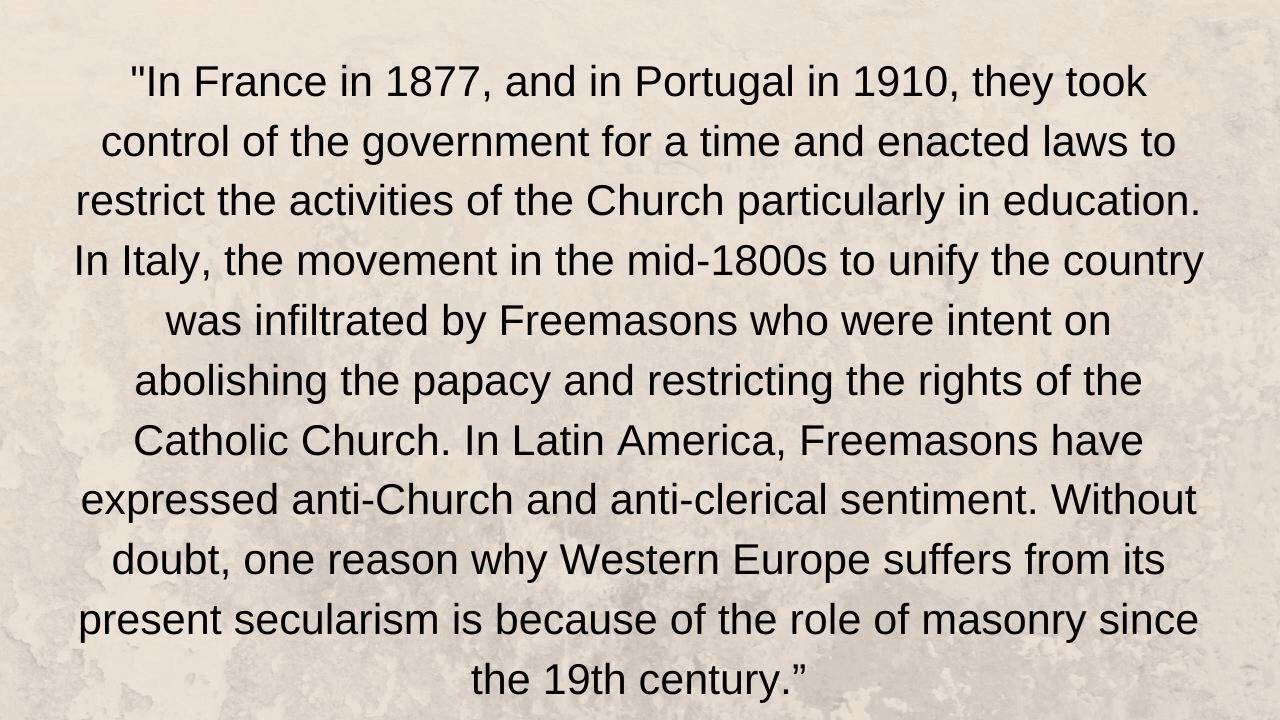 "In France in 1877, and in Portugal in 1910, they took
control of the government for a time and enacted laws to
restrict the activities of the Church particularly in education.
In Italy, the movement in the mid-1800s to unify the country
was infiltrated by Freemasons who were intent on
abolishing the papacy and restricting the rights of the
Catholic Church. In Latin America, Freemasons have
expressed anti-Church and anti-clerical sentiment. Without
doubt, one reason why Western Europe suffers from its
present secularism is because of the role of masonry since
the 19th century.”